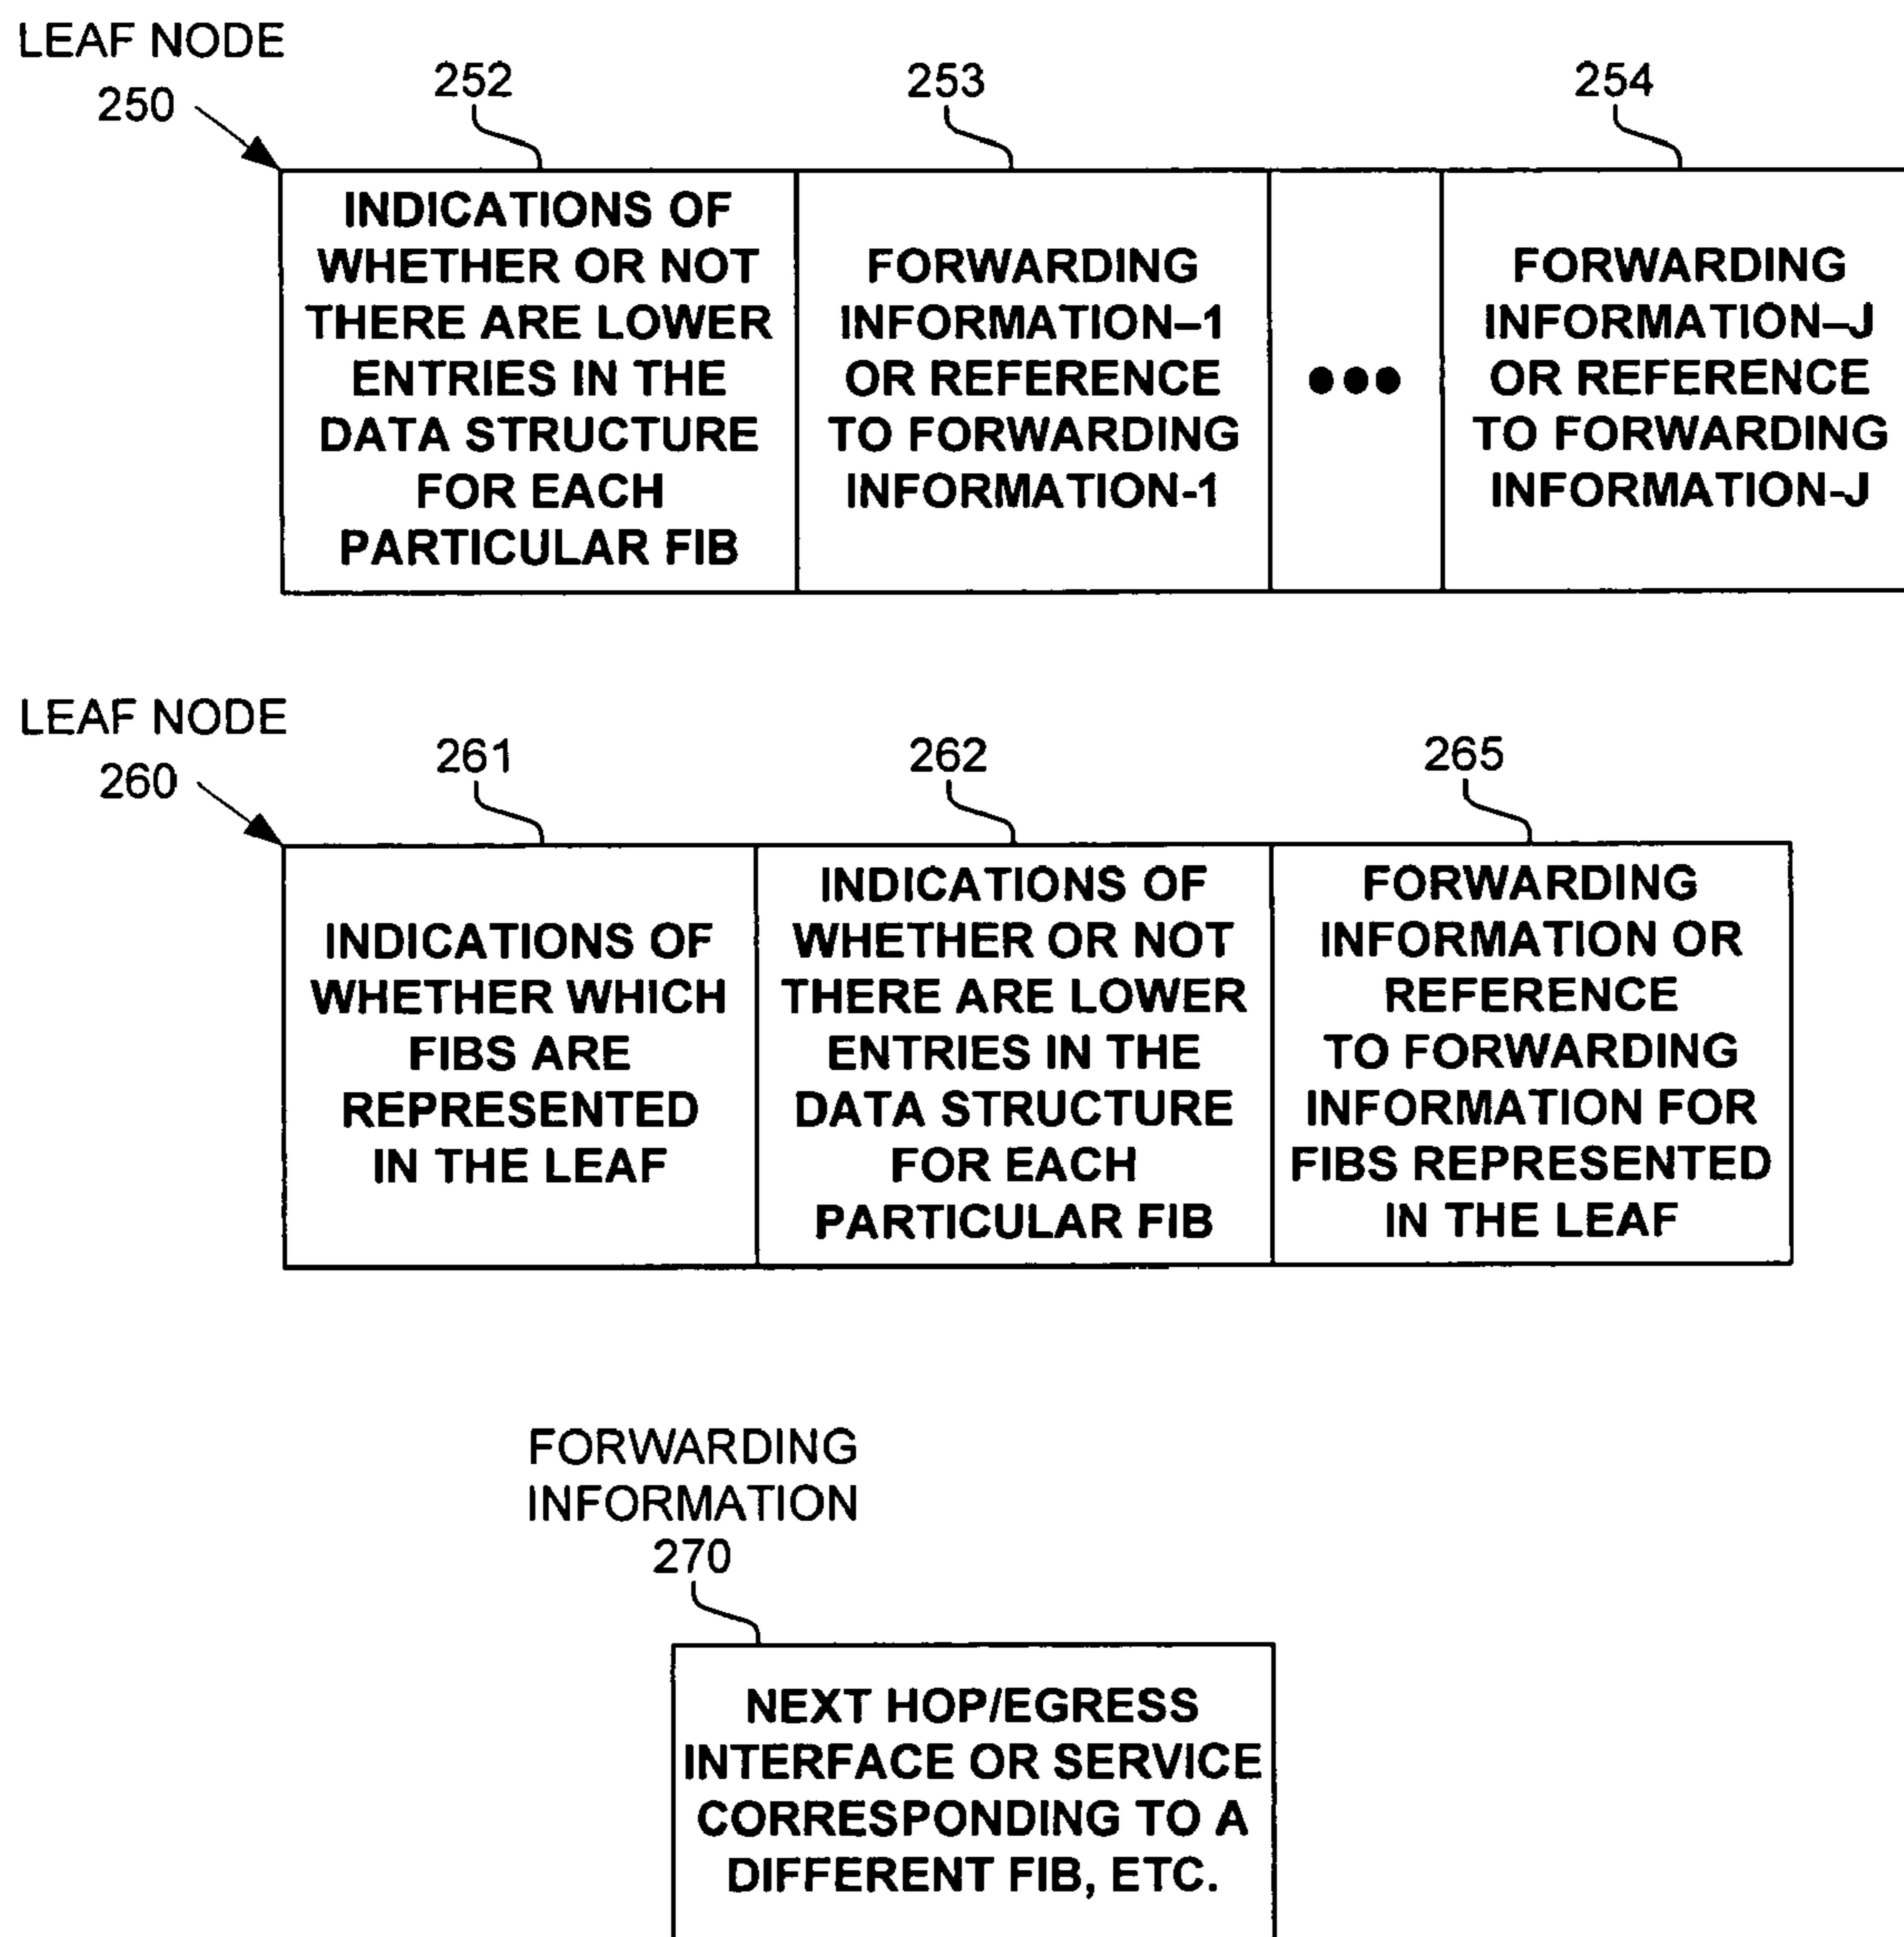 LEAF NODE
250
252
253
254
INDICATIONS OF
WHETHER OR NOT
THERE ARE LOWER
ENTRIES IN THE
DATA STRUCTURE
FOR EACH
PARTICULAR FIB
FORWARDING
INFORMATION–1
OR REFERENCE
TO FORWARDING
INFORMATION-1
●●●
FORWARDING
INFORMATION–J
OR REFERENCE
TO FORWARDING
INFORMATION-J
LEAF NODE
260
261
262
265
INDICATIONS OF
WHETHER WHICH
FIBS ARE
REPRESENTED
IN THE LEAF
INDICATIONS OF
WHETHER OR NOT
THERE ARE LOWER
ENTRIES IN THE
DATA STRUCTURE
FOR EACH
PARTICULAR FIB
FORWARDING
INFORMATION OR
REFERENCE
TO FORWARDING
INFORMATION FOR
FIBS REPRESENTED
IN THE LEAF
FORWARDING
INFORMATION
270
NEXT HOP/EGRESS
INTERFACE OR SERVICE
CORRESPONDING TO A
DIFFERENT FIB, ETC.